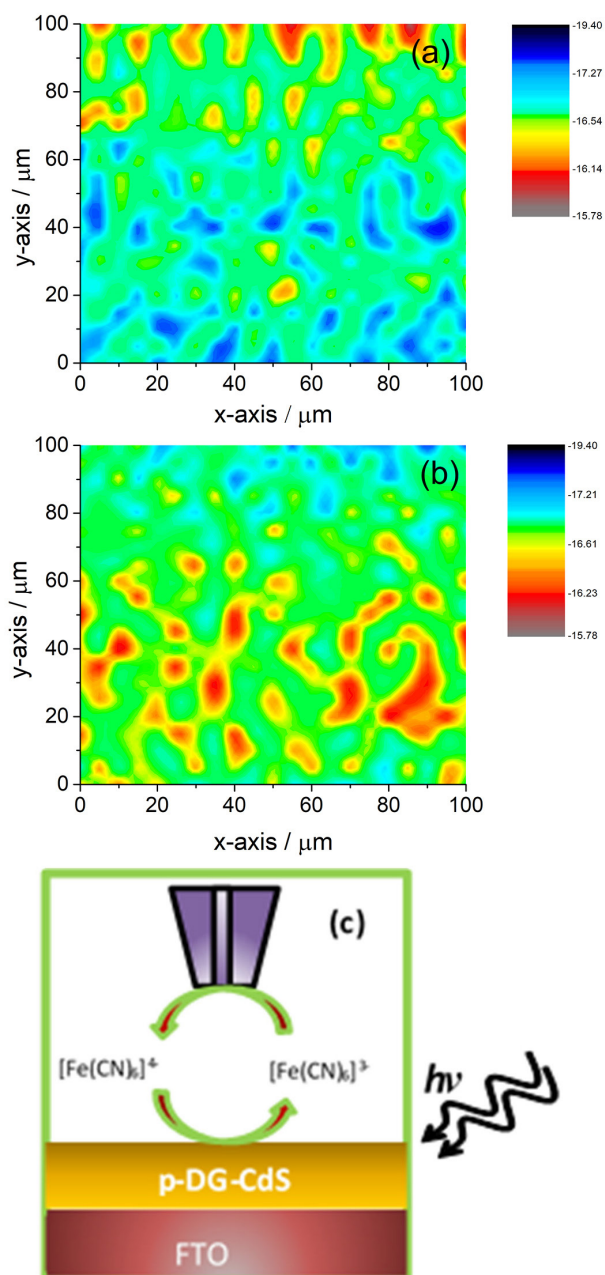 (a)
100
80
60
40
20
0
y-axis / μm
0 20 40 60 80 100
x-axis / μm
-19.40
-17.27
-16.54
-16.14
-15.78
(b)
100
80
60
40
20
0
y-axis / μm
0 20 40 60 80 100
x-axis / μm
-19.40
-17.21
-16.61
-16.23
-15.78
(c)
[Fe(CN)₆]⁴⁻ [Fe(CN)₆]³⁻
hν
p-DG-CdS
FTO